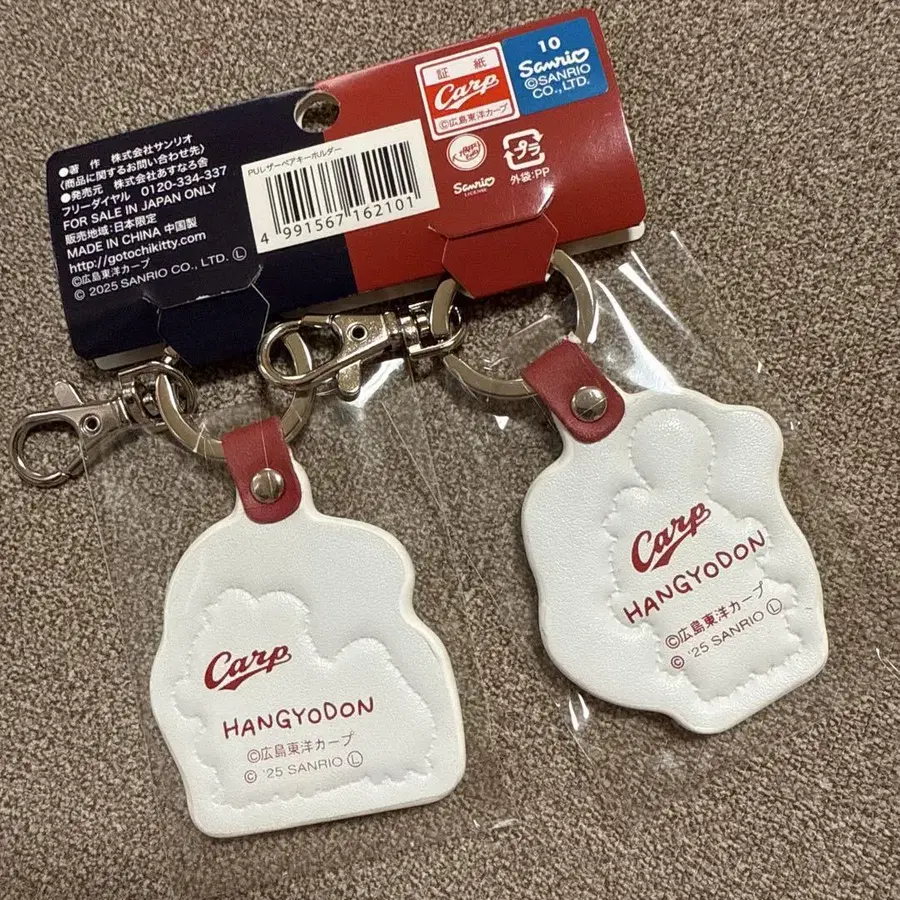 ●著 作 株式会社サンリオ
(商品に関するお問い合わせ先)
●発売元 株式会社あすなろ舎
フリーダイヤル 0120-334-337
FOR SALE IN JAPAN ONLY
販売地域:日本限定
MADE IN CHINA 中国製
http://gotochikitty.com
©広島東洋カープ
© 2025 SANRIO CO., LTD. Ⓛ
PUレザーペアキーホルダー
4 991567 162101
証 紙
Carp
©広島東洋カープ
10
Sanrio
©SANRIO
CO., LTD.
Sanrio
LICENSE
プラ
外袋:PP
Carp
HANGYODON
©広島東洋カープ
© '25 SANRIO Ⓛ
Carp
HANGYODON
©広島東洋カープ
© '25 SANRIO Ⓛ